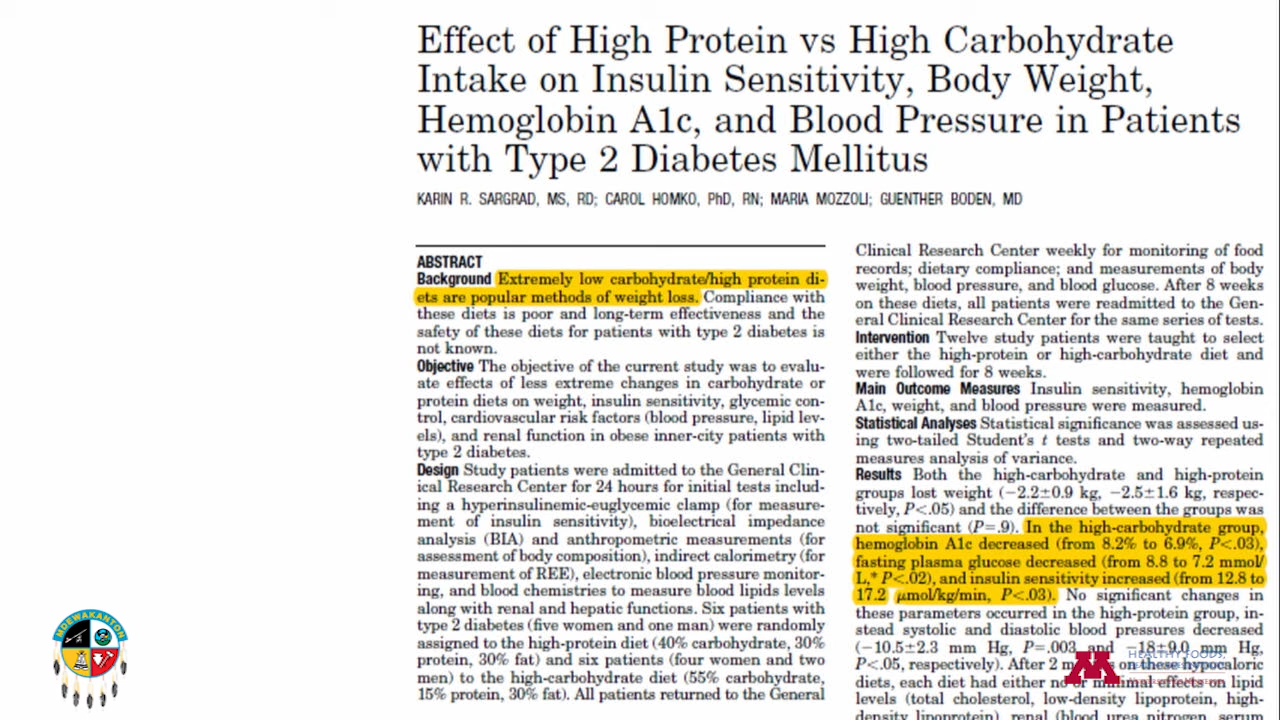 Effect of High Protein vs High Carbohydrate
Intake on Insulin Sensitivity, Body Weight,
Hemoglobin A1c, and Blood Pressure in Patients
with Type 2 Diabetes Mellitus
KARIN R. SARGRAD, MS, RD; CAROL HOMKO, PhD, RN; MARIA MOZZOLI; GUENTHER BODEN, MD
ABSTRACT
Background Extremely low carbohydrate/high protein di-
ets are popular methods of weight loss. Compliance with
these diets is poor and long-term effectiveness and the
safety of these diets for patients with type 2 diabetes is
not known.
Objective The objective of the current study was to evalu-
ate effects of less extreme changes in carbohydrate or
protein diets on weight, insulin sensitivity, glycemic con-
trol, cardiovascular risk factors (blood pressure, lipid lev-
els), and renal function in obese inner-city patients with
type 2 diabetes.
Design Study patients were admitted to the General Clin-
ical Research Center for 24 hours for initial tests includ-
ing a hyperinsulinemic-euglycemic clamp (for measure-
ment of insulin sensitivity), bioelectrical impedance
analysis (BIA) and anthropometric measurements (for
assessment of body composition), indirect calorimetry (for
measurement of REE), electronic blood pressure monitor-
ing, and blood chemistries to measure blood lipids levels
along with renal and hepatic functions. Six patients with
type 2 diabetes (five women and one man) were randomly
assigned to the high-protein diet (40% carbohydrate, 30%
protein, 30% fat) and six patients (four women and two
men) to the high-carbohydrate diet (55% carbohydrate,
15% protein, 30% fat). All patients returned to the General
Clinical Research Center weekly for monitoring of food
records; dietary compliance; and measurements of body
weight, blood pressure, and blood glucose. After 8 weeks
on these diets, all patients were readmitted to the Gen-
eral Clinical Research Center for the same series of tests.
Intervention Twelve study patients were taught to select
either the high-protein or high-carbohydrate diet and
were followed for 8 weeks.
Main Outcome Measures Insulin sensitivity, hemoglobin
A1c, weight, and blood pressure were measured.
Statistical Analyses Statistical significance was assessed us-
ing two-tailed Student's t tests and two-way repeated
measures analysis of variance.
Results Both the high-carbohydrate and high-protein
groups lost weight (−2.2±0.9 kg, −2.5±1.6 kg, respec-
tively, P<.05) and the difference between the groups was
not significant (P=.9). In the high-carbohydrate group,
hemoglobin A1c decreased (from 8.2% to 6.9%, P<.03),
fasting plasma glucose decreased (from 8.8 to 7.2 mmol/
L,* P<.02), and insulin sensitivity increased (from 12.8 to
17.2 μmol/kg/min, P<.03). No significant changes in
these parameters occurred in the high-protein group, in-
stead systolic and diastolic blood pressures decreased
(−10.5±2.3 mm Hg, P=.003 and −18±9.0 mm Hg,
P<.05, respectively). After 2 on these hypocaloric
diets, each diet had either no or minimal effects on lipid
levels (total cholesterol, low-density lipoprotein, high-
density lipoprotein), renal (blood urea nitrogen, serum
MDEWAKANTON
HEALTHY FOODS,